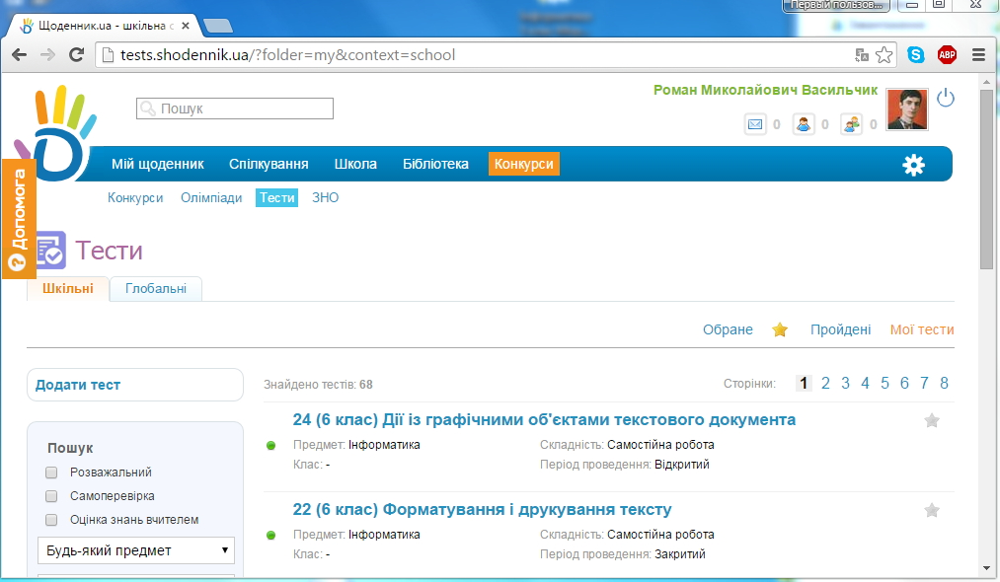 Первый пользов...
Щоденник.ua - шкільна с
tests.shodennik.ua/?folder=my&context=school
ABP
Роман Миколайович Васильчик
Пошук
0 0 0
Мій щоденник Спілкування Школа Бібліотека Конкурси
Конкурси Олімпіади Тести ЗНО
Допомога
Тести
Шкільні Глобальні
Обране Пройдені Мої тести
Додати тест
Знайдено тестів: 68
Сторінки: 1 2 3 4 5 6 7 8
24 (6 клас) Дії із графічними об'єктами текстового документа
Предмет: Інформатика Складність: Самостійна робота
Клас: - Період проведення: Відкритий
22 (6 клас) Форматування і друкування тексту
Предмет: Інформатика Складність: Самостійна робота
Клас: - Період проведення: Закритий
Пошук
Розважальний
Самоперевірка
Оцінка знань вчителем
Будь-який предмет